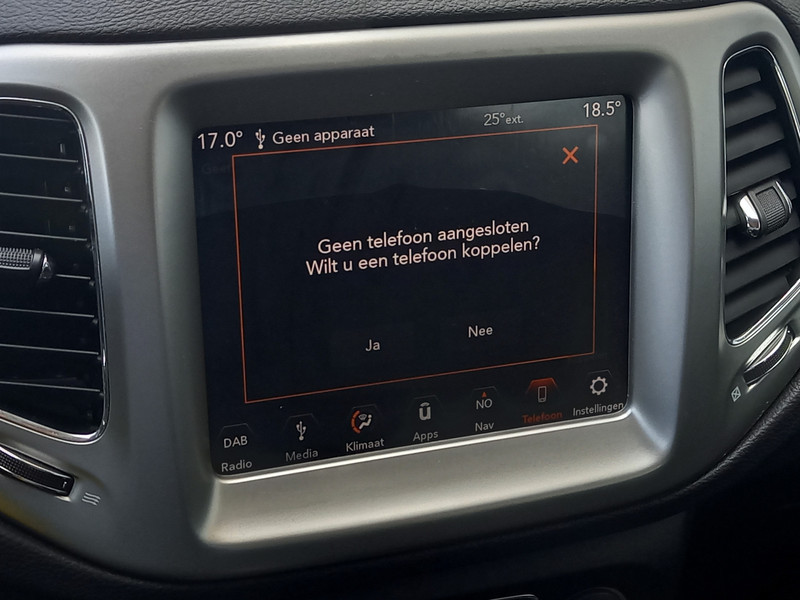 17.0° Geen apparaat 25°ext. 18.5°
Geen telefoon aangesloten
Wilt u een telefoon koppelen?
Ja Nee
DAB NO
Radio Media Klimaat Apps Nav Telefoon Instellingen